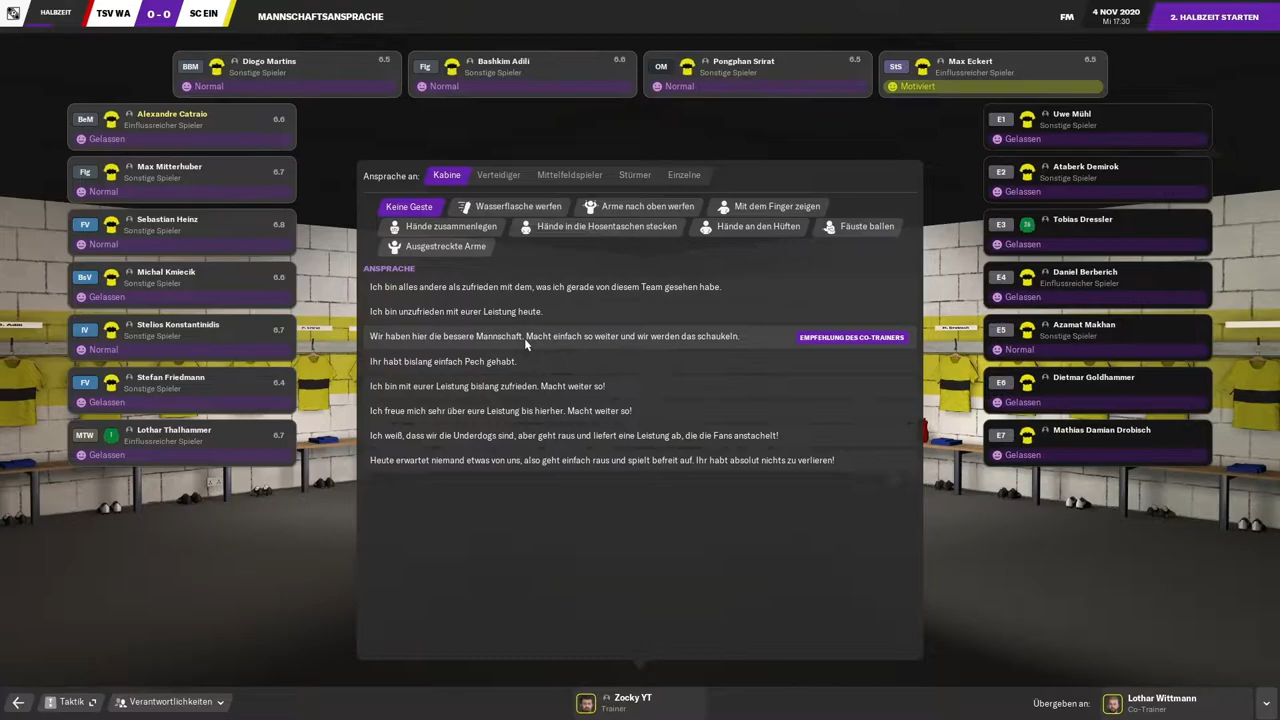 HALBZEIT
TSV WA 0 - 0 SC EIN
MANNSCHAFTSANSPRACHE
FM
4 NOV 2020
Mi 17:30
2. HALBZEIT STARTEN
BBM Diogo Martins 6.5
Sonstige Spieler
Normal
Flg Bashkim Adili 6.6
Sonstige Spieler
Normal
OM Pongphan Srirat 6.5
Sonstige Spieler
Normal
StS Max Eckert 6.5
Einflussreicher Spieler
Motiviert
BeM Alexandre Catraio 6.6
Einflussreicher Spieler
Gelassen
Flg Max Mitterhuber 6.7
Sonstige Spieler
Normal
FV Sebastian Heinz 6.8
Sonstige Spieler
Normal
BsV Michal Kmiecik 6.6
Sonstige Spieler
Gelassen
IV Stelios Konstantinidis 6.7
Sonstige Spieler
Normal
FV Stefan Friedmann 6.4
Sonstige Spieler
Gelassen
MTW 1 Lothar Thalhammer 6.7
Einflussreicher Spieler
Gelassen
Ansprache an: Kabine Verteidiger Mittelfeldspieler Stürmer Einzelne
Keine Geste Wasserflasche werfen Arme nach oben werfen Mit dem Finger zeigen
Hände zusammenlegen Hände in die Hosentaschen stecken Hände an den Hüften Fäuste ballen
Ausgestreckte Arme
ANSPRACHE
Ich bin alles andere als zufrieden mit dem, was ich gerade von diesem Team gesehen habe.
Ich bin unzufrieden mit eurer Leistung heute.
Wir haben hier die bessere Mannschaft. Macht einfach so weiter und wir werden das schaukeln. EMPFEHLUNG DES CO-TRAINERS
Ihr habt bislang einfach Pech gehabt.
Ich bin mit eurer Leistung bislang zufrieden. Macht weiter so!
Ich freue mich sehr über eure Leistung bis hierher. Macht weiter so!
Ich weiß, dass wir die Underdogs sind, aber geht raus und liefert eine Leistung ab, die die Fans anstachelt!
Heute erwartet niemand etwas von uns, also geht einfach raus und spielt befreit auf. Ihr habt absolut nichts zu verlieren!
E1 Uwe Mühl
Sonstige Spieler
Gelassen
E2 Ataberk Demirok
Sonstige Spieler
Gelassen
E3 Tobias Dressler
Gelassen
E4 Daniel Berberich
Einflussreicher Spieler
Gelassen
E5 Azamat Makhan
Sonstige Spieler
Normal
E6 Dietmar Goldhammer
Gelassen
E7 Mathias Damian Drobisch
Gelassen
Taktik
Verantwortlichkeiten
Zocky YT
Trainer
Übergeben an:
Lothar Wittmann
Co-Trainer